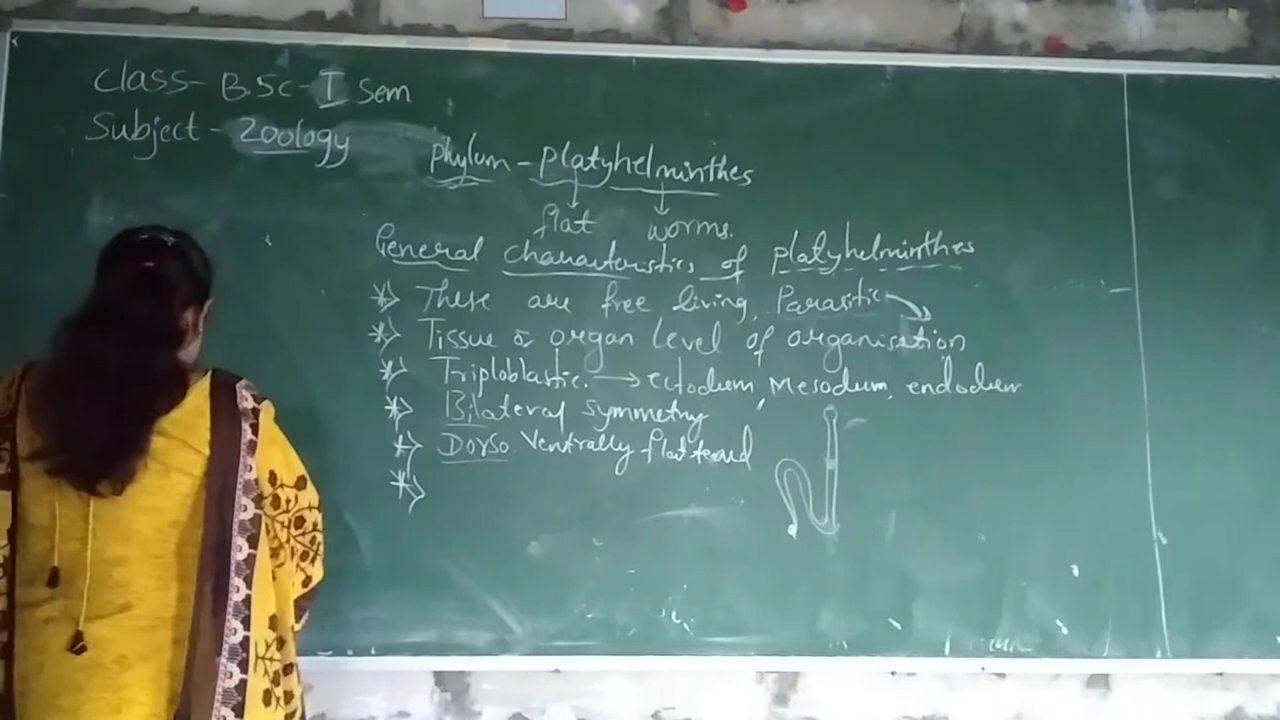 Class - B.Sc - I Sem
Subject - Zoology
Phylum - Platyhelminthes
flat worms.
General characteristics of platyhelminthes
These are free living, Parasitic
Tissue & organ level of organisation
Triploblastic. → ectoderm, Mesoderm, endoderm
Bilateral symmetry
Dorso Ventrally flattened